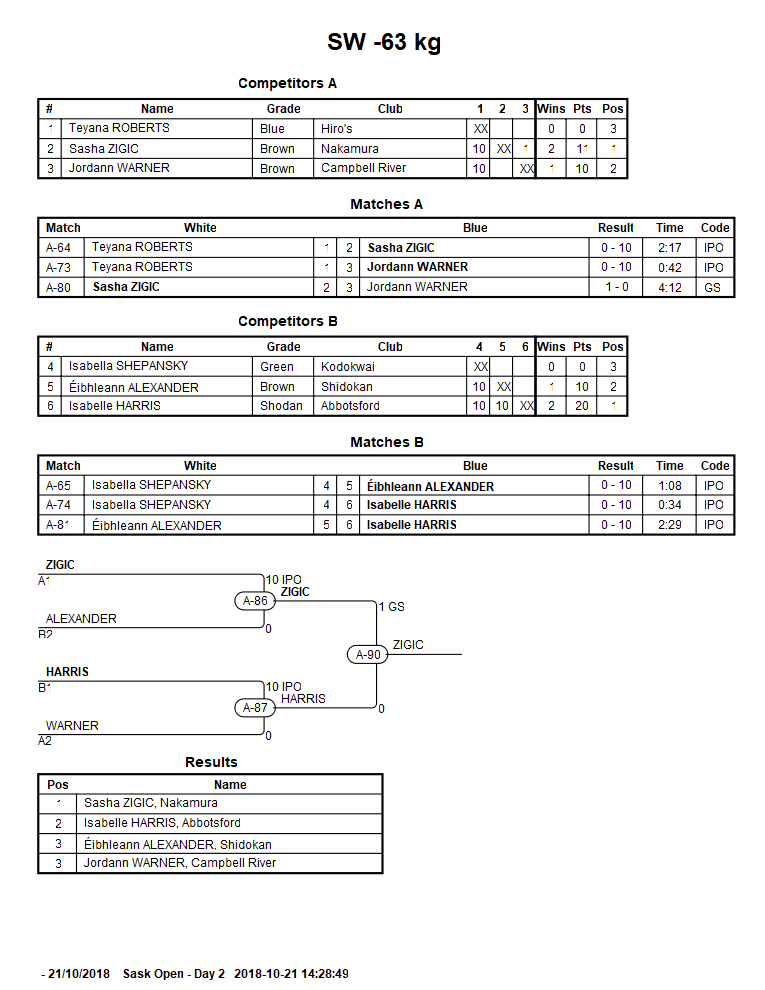 SW -63 kg
Competitors A
# Name Grade Club 1 2 3 Wins Pts Pos
1 Teyana ROBERTS Blue Hiro's XX 0 0 3
2 Sasha ZIGIC Brown Nakamura 10 XX 1 2 11 1
3 Jordann WARNER Brown Campbell River 10 XX 1 10 2
Matches A
Match White Blue Result Time Code
A-64 Teyana ROBERTS 1 2 Sasha ZIGIC 0 - 10 2:17 IPO
A-73 Teyana ROBERTS 1 3 Jordann WARNER 0 - 10 0:42 IPO
A-80 Sasha ZIGIC 2 3 Jordann WARNER 1 - 0 4:12 GS
Competitors B
# Name Grade Club 4 5 6 Wins Pts Pos
4 Isabella SHEPANSKY Green Kodokwai XX 0 0 3
5 Éibhleann ALEXANDER Brown Shidokan 10 XX 1 10 2
6 Isabelle HARRIS Shodan Abbotsford 10 10 XX 2 20 1
Matches B
Match White Blue Result Time Code
A-65 Isabella SHEPANSKY 4 5 Éibhleann ALEXANDER 0 - 10 1:08 IPO
A-74 Isabella SHEPANSKY 4 6 Isabelle HARRIS 0 - 10 0:34 IPO
A-81 Éibhleann ALEXANDER 5 6 Isabelle HARRIS 0 - 10 2:29 IPO
ZIGIC
A1 10 IPO
A-86 ZIGIC
1 GS
ALEXANDER
B2 0
A-90 ZIGIC
HARRIS
B1 10 IPO
A-87 HARRIS
0
WARNER
A2 0
Results
Pos Name
1 Sasha ZIGIC, Nakamura
2 Isabelle HARRIS, Abbotsford
3 Éibhleann ALEXANDER, Shidokan
3 Jordann WARNER, Campbell River
- 21/10/2018 Sask Open - Day 2 2018-10-21 14:28:49